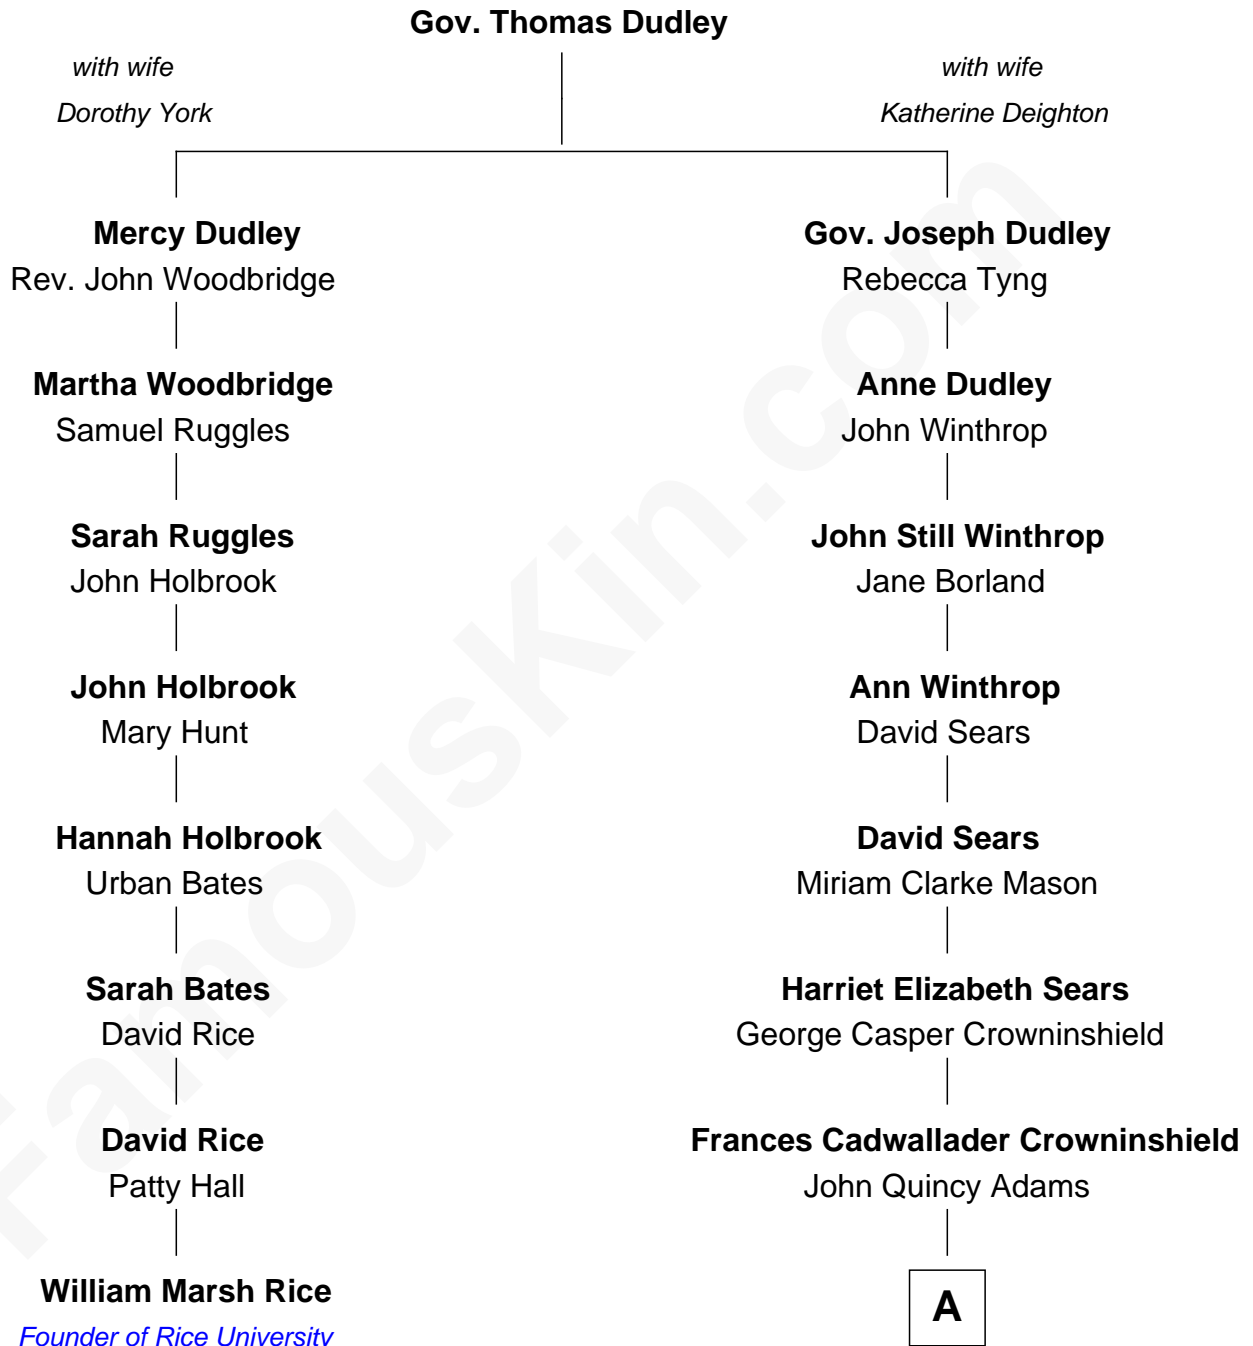 Gov. Thomas Dudley
with wife
Dorothy York
with wife
Katherine Deighton
Mercy Dudley
Rev. John Woodbridge
Gov. Joseph Dudley
Rebecca Tyng
Martha Woodbridge
Samuel Ruggles
Anne Dudley
John Winthrop
Sarah Ruggles
John Holbrook
John Still Winthrop
Jane Borland
John Holbrook
Mary Hunt
Ann Winthrop
David Sears
Hannah Holbrook
Urban Bates
David Sears
Miriam Clarke Mason
Sarah Bates
David Rice
Harriet Elizabeth Sears
George Casper Crowninshield
David Rice
Patty Hall
Frances Cadwallader Crowninshield
John Quincy Adams
William Marsh Rice
Founder of Rice University
A
FamousKin.com